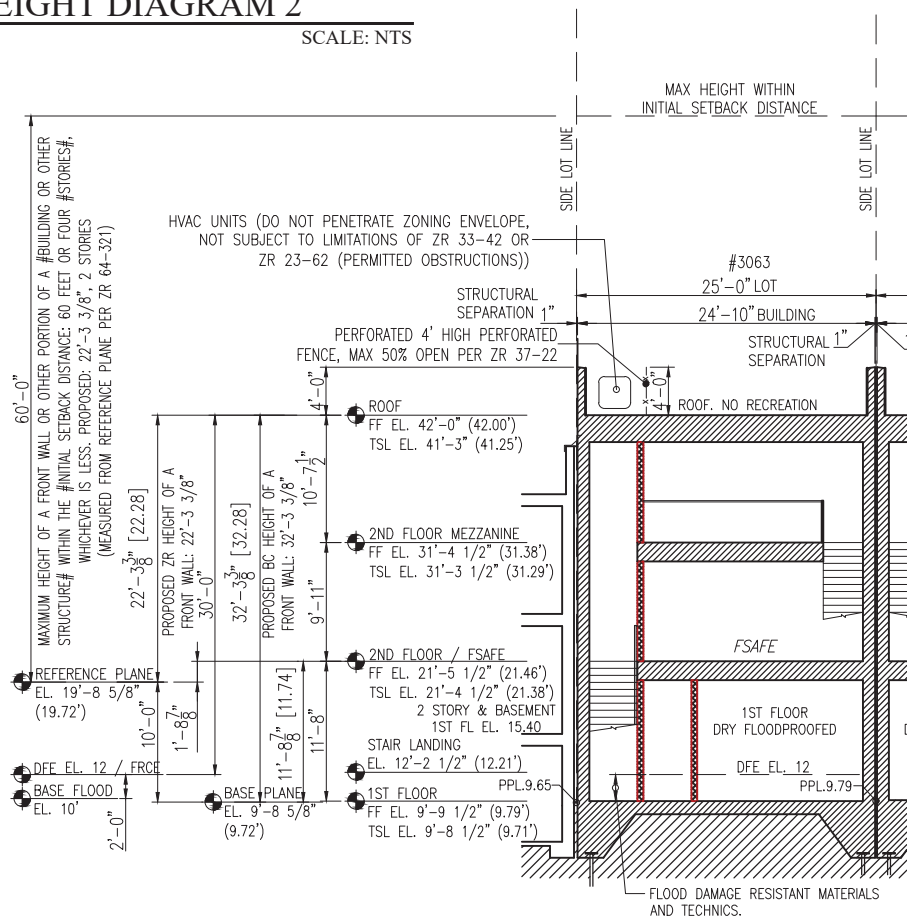 EIGHT DIAGRAM 2
SCALE: NTS
MAX HEIGHT WITHIN
INITIAL SETBACK DISTANCE
SIDE LOT LINE
SIDE LOT LINE
60'-0"
MAXIMUM HEIGHT OF A FRONT WALL OR OTHER PORTION OF A #BUILDING OR OTHER
STRUCTURE# WITHIN THE #INITIAL SETBACK DISTANCE: 60 FEET OR FOUR #STORIES#,
WHICHEVER IS LESS. PROPOSED: 22'-3 3/8", 2 STORIES
(MEASURED FROM REFERENCE PLANE PER ZR 64-321)
HVAC UNITS (DO NOT PENETRATE ZONING ENVELOPE,
NOT SUBJECT TO LIMITATIONS OF ZR 33-42 OR
ZR 23-62 (PERMITTED OBSTRUCTIONS))
#3063
25'-0" LOT
24'-10" BUILDING
STRUCTURAL
SEPARATION 1"
STRUCTURAL 1"
SEPARATION
PERFORATED 4' HIGH PERFORATED
FENCE, MAX 50% OPEN PER ZR 37-22
4'-0"
4'-0"
ROOF. NO RECREATION
ROOF
FF EL. 42'-0" (42.00')
TSL EL. 41'-3" (41.25')
10'-7 1/2"
22'-3 3/8" [22.28]
PROPOSED ZR HEIGHT OF A
FRONT WALL: 22'-3 3/8"
30'-0"
32'-3 3/8" [32.28]
PROPOSED BC HEIGHT OF A
FRONT WALL: 32'-3 3/8"
2ND FLOOR MEZZANINE
FF EL. 31'-4 1/2" (31.38')
TSL EL. 31'-3 1/2" (31.29')
9'-11"
2ND FLOOR / FSAFE
FF EL. 21'-5 1/2" (21.46')
TSL EL. 21'-4 1/2" (21.38')
2 STORY & BASEMENT
1ST FL EL. 15.40
FSAFE
REFERENCE PLANE
EL. 19'-8 5/8"
(19.72')
10'-0"
1'-8 7/8"
11'-8 7/8" [11.74]
11'-8"
STAIR LANDING
EL. 12'-2 1/2" (12.21')
1ST FLOOR
DRY FLOODPROOFED
DFE EL. 12
PPL.9.65
PPL.9.79
DFE EL. 12 / FRCE
BASE FLOOD
EL. 10'
2'-0"
BASE PLANE
EL. 9'-8 5/8"
(9.72')
1ST FLOOR
FF EL. 9'-9 1/2" (9.79')
TSL EL. 9'-8 1/2" (9.71')
FLOOD DAMAGE RESISTANT MATERIALS
AND TECHNICS.